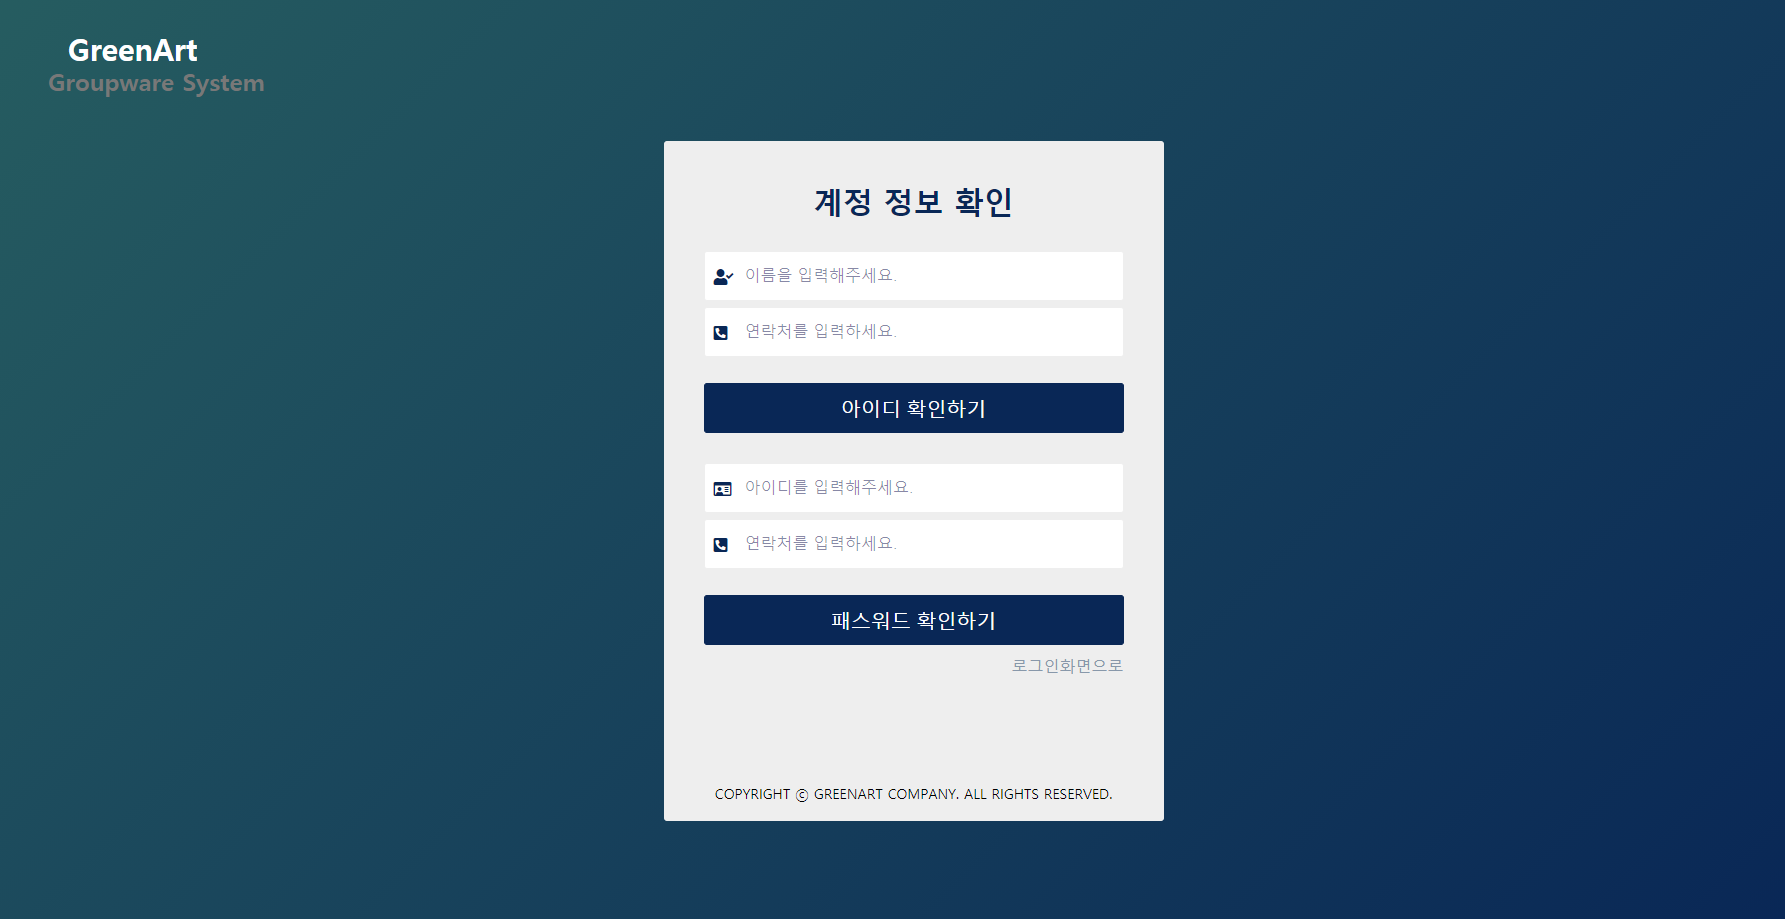 GreenArt
Groupware System
계정 정보 확인
이름을 입력해주세요.
연락처를 입력하세요.
아이디 확인하기
아이디를 입력해주세요.
연락처를 입력하세요.
패스워드 확인하기
로그인화면으로
COPYRIGHT ⓒ GREENART COMPANY. ALL RIGHTS RESERVED.